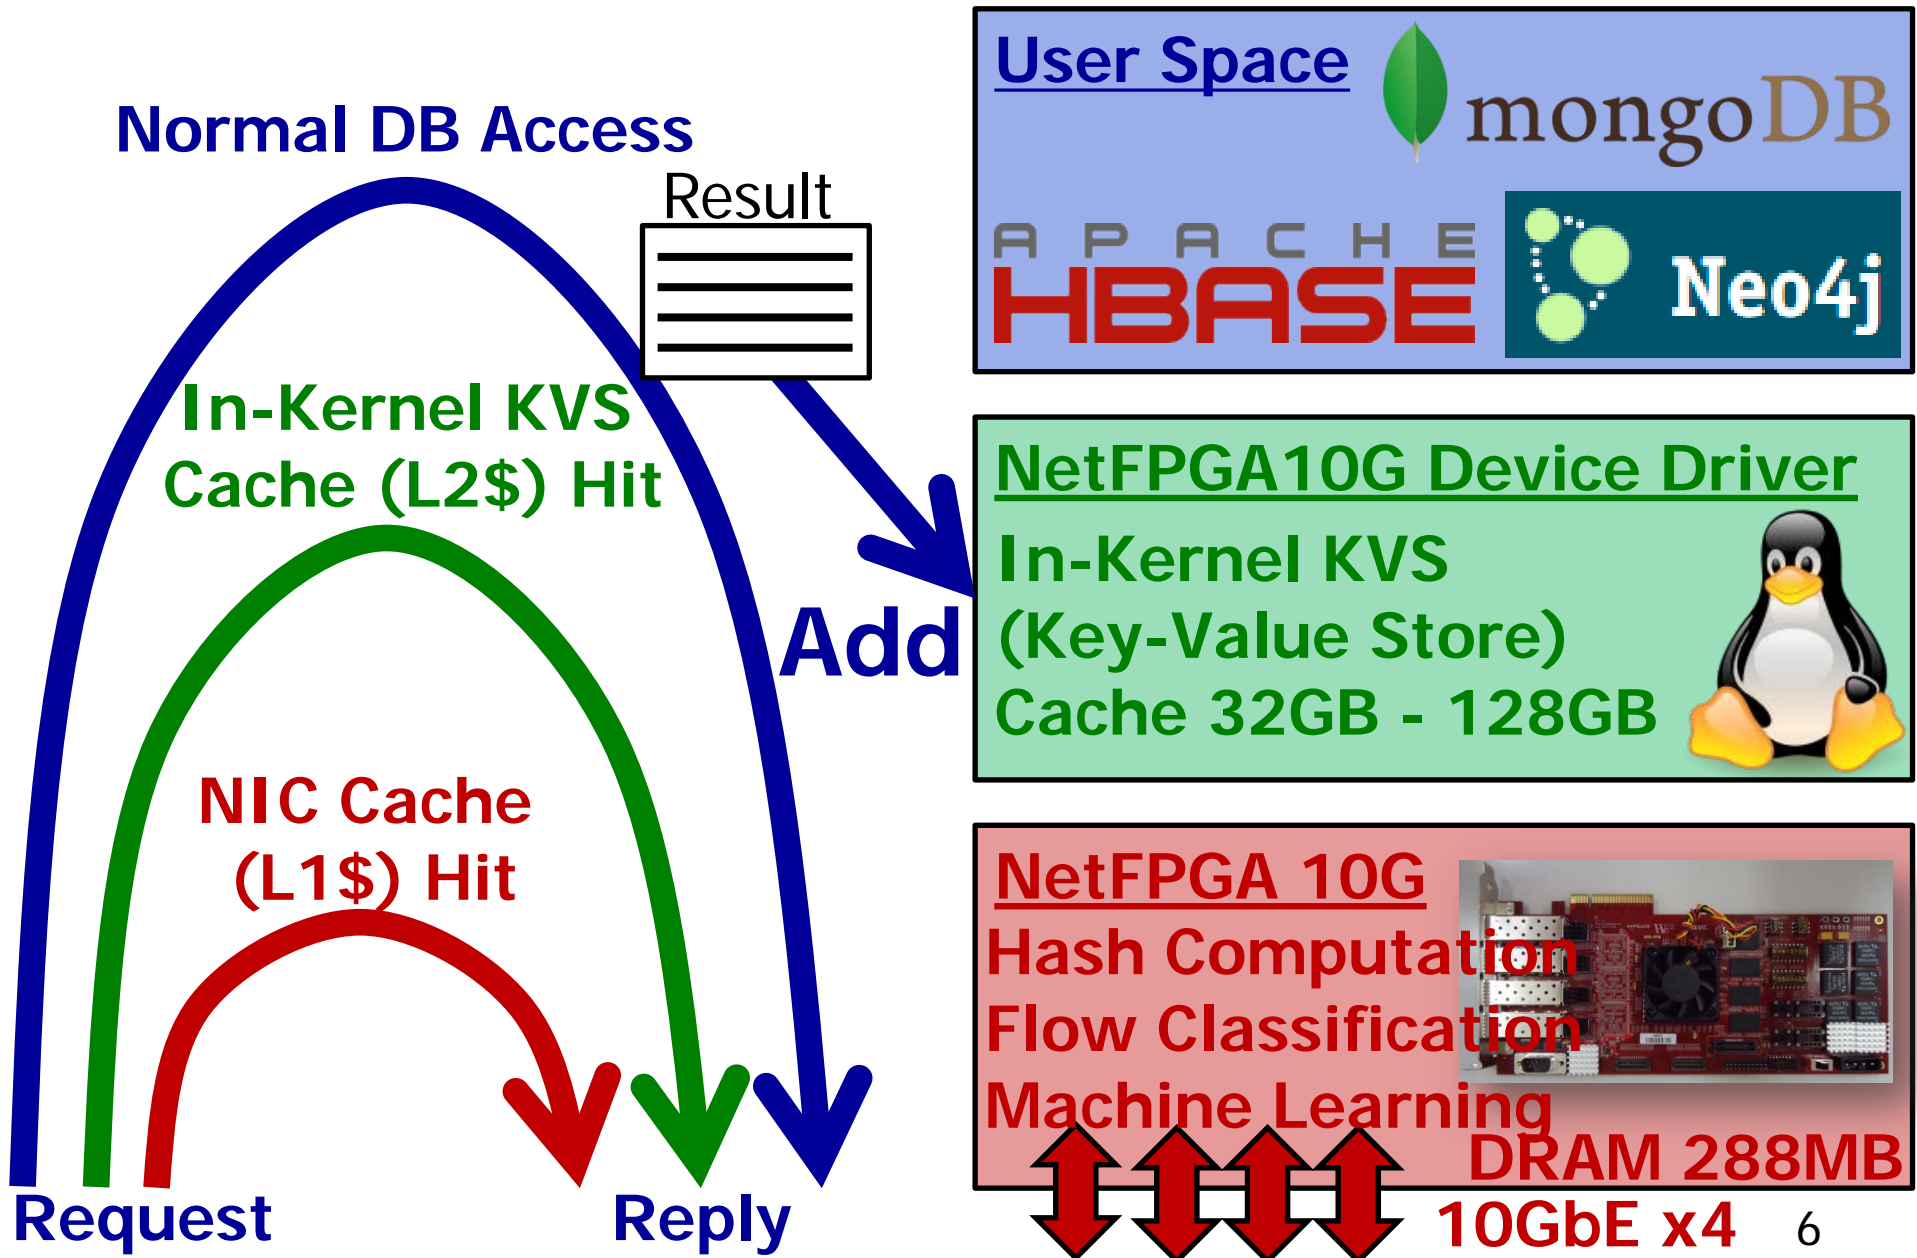 Normal DB Access
Result
In-Kernel KVS
Cache (L2$) Hit
NIC Cache
(L1$) Hit
Add
Request
Reply
User Space
mongoDB
APACHE
HBASE
Neo4j
NetFPGA10G Device Driver
In-Kernel KVS
(Key-Value Store)
Cache 32GB - 128GB
NetFPGA 10G
Hash Computation
Flow Classification
Machine Learning
DRAM 288MB
10GbE x4
6